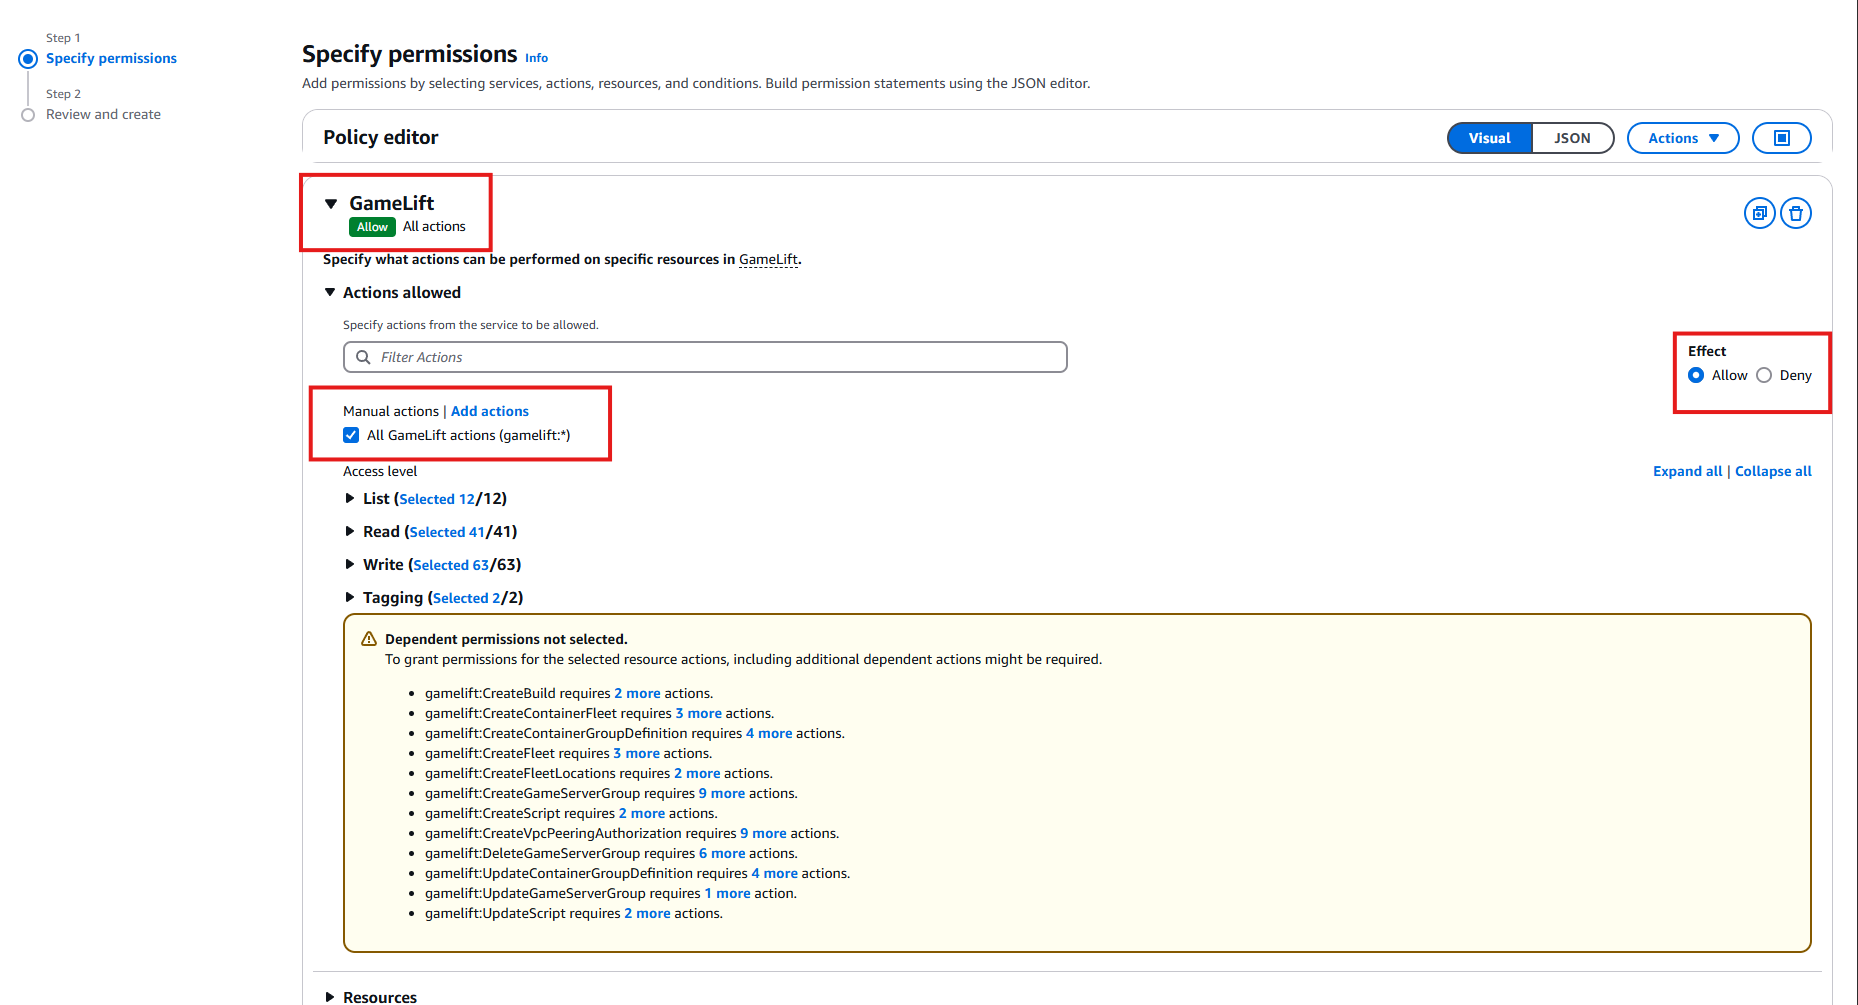 Step 1
Specify permissions
Step 2
Review and create
Specify permissions Info
Add permissions by selecting services, actions, resources, and conditions. Build permission statements using the JSON editor.
Policy editor
Visual
JSON
Actions
GameLift
Allow All actions
Specify what actions can be performed on specific resources in GameLift.
Actions allowed
Specify actions from the service to be allowed.
Filter Actions
Effect
Allow Deny
Manual actions | Add actions
All GameLift actions (gamelift:*)
Access level
Expand all | Collapse all
List (Selected 12/12)
Read (Selected 41/41)
Write (Selected 63/63)
Tagging (Selected 2/2)
Dependent permissions not selected.
To grant permissions for the selected resource actions, including additional dependent actions might be required.
• gamelift:CreateBuild requires 2 more actions.
• gamelift:CreateContainerFleet requires 3 more actions.
• gamelift:CreateContainerGroupDefinition requires 4 more actions.
• gamelift:CreateFleet requires 3 more actions.
• gamelift:CreateFleetLocations requires 2 more actions.
• gamelift:CreateGameServerGroup requires 9 more actions.
• gamelift:CreateScript requires 2 more actions.
• gamelift:CreateVpcPeeringAuthorization requires 9 more actions.
• gamelift:DeleteGameServerGroup requires 6 more actions.
• gamelift:UpdateContainerGroupDefinition requires 4 more actions.
• gamelift:UpdateGameServerGroup requires 1 more action.
• gamelift:UpdateScript requires 2 more actions.
Resources